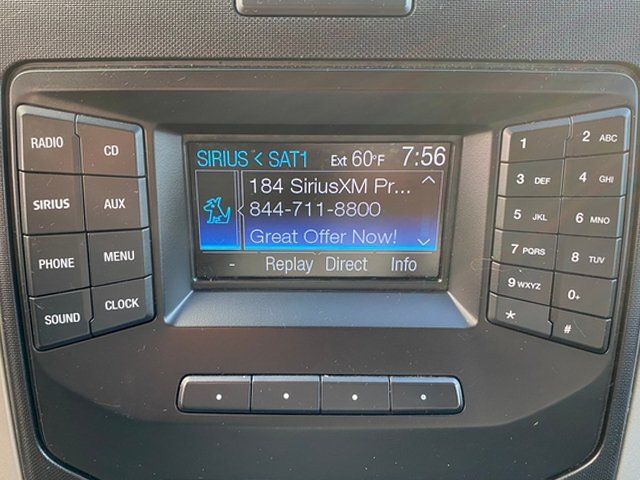 RADIO
CD
SIRIUS
AUX
PHONE
MENU
SOUND
CLOCK
SIRIUS < SAT1 Ext 60°F 7:56
184 SiriusXM Pr...
844-711-8800
Great Offer Now!
- Replay Direct Info
1
2 ABC
3 DEF
4 GHI
5 JKL
6 MNO
7 PQRS
8 TUV
9 WXYZ
0+
*
#